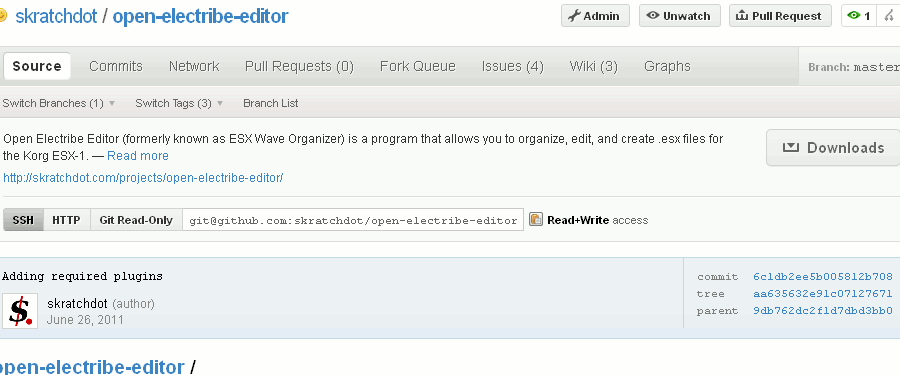 skratchdot / open-electribe-editor
Admin
Unwatch
Pull Request
1
Source
Commits
Network
Pull Requests (0)
Fork Queue
Issues (4)
Wiki (3)
Graphs
Branch: master
Switch Branches (1)
Switch Tags (3)
Branch List
Open Electribe Editor (formerly known as ESX Wave Organizer) is a program that allows you to organize, edit, and create .esx files for
the Korg ESX-1. — Read more
Downloads
http://skratchdot.com/projects/open-electribe-editor/
SSH
HTTP
Git Read-Only
git@github.com:skratchdot/open-electribe-editor
Read+Write access
Adding required plugins
skratchdot (author)
June 26, 2011
commit 6c1db2ee5b005812b708
tree aa635632e91c07127671
parent 9db762dc2f1d7dbd3bb0
open-electribe-editor /